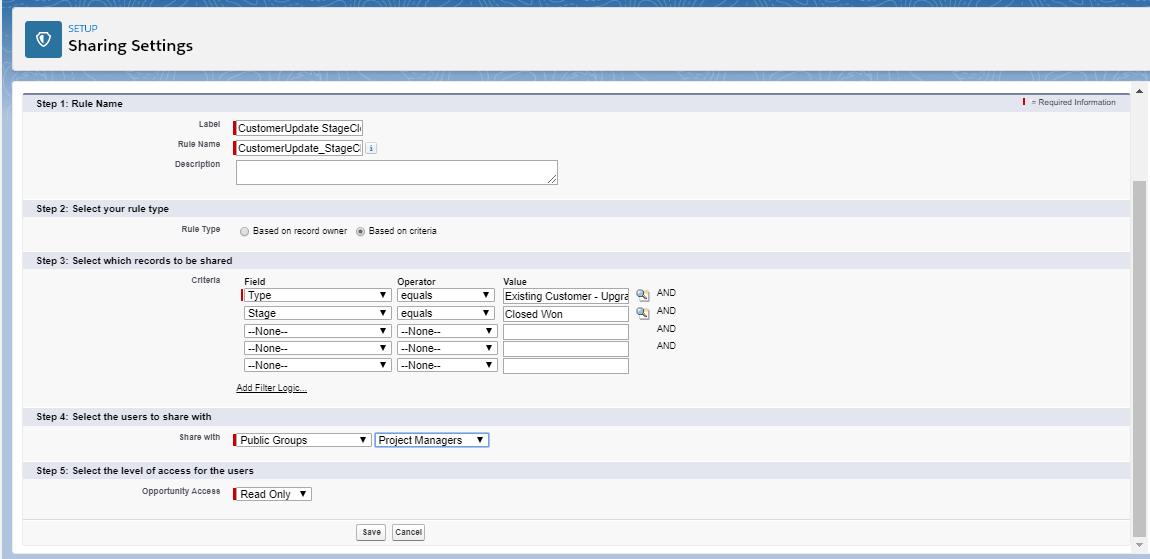 SETUP
Sharing Settings
Step 1: Rule Name
= Required Information
Label CustomerUpdate StageCl
Rule Name CustomerUpdate_StageC i
Description
Step 2: Select your rule type
Rule Type Based on record owner Based on criteria
Step 3: Select which records to be shared
Criteria Field Operator Value
Type equals Existing Customer - Upgra AND
Stage equals Closed Won AND
--None-- --None-- AND
--None-- --None-- AND
--None-- --None--
Add Filter Logic...
Step 4: Select the users to share with
Share with Public Groups Project Managers
Step 5: Select the level of access for the users
Opportunity Access Read Only
Save Cancel